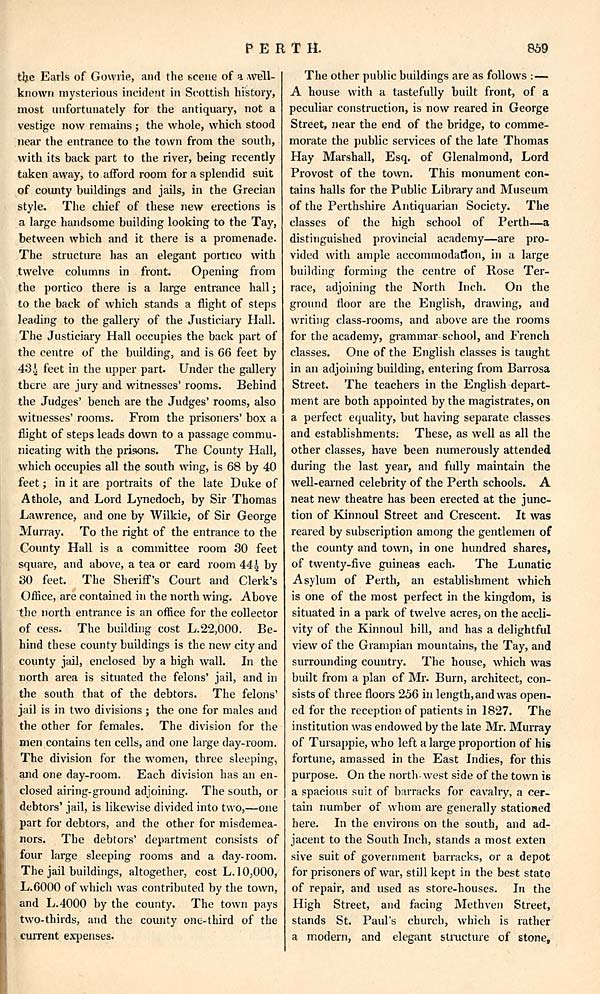 PERTH.
859
the Earls of Gowrie, and the scene of a well-
known mysterious incident in Scottish history,
most unfortunately for the antiquary, not a
vestige now remains; the whole, which stood
near the entrance to the town from the south,
with its back part to the river, being recently
taken away, to afford room for a splendid suit
of county buildings and jails, in the Grecian
style. The chief of these new erections is
a large handsome building looking to the Tay,
between which and it there is a promenade.
The structure has an elegant portico with
twelve columns in front. Opening from
the portico there is a large entrance hall;
to the back of which stands a flight of steps
leading to the gallery of the Justiciary Hall.
The Justiciary Hall occupies the back part of
the centre of the building, and is 66 feet by
43½ feet in the upper part. Under the gallery
there are jury and witnesses' rooms. Behind
the Judges' bench are the Judges' rooms, also
witnesses' rooms. From the prisoners' box a
flight of steps leads down to a passage commu-
nicating with the prisons. The County Hall,
which occupies all the south wing, is 68 by 40
feet; in it are portraits of the late Duke of
Athole, and Lord Lynedoch, by Sir Thomas
Lawrence, and one by Wilkie, of Sir George
Murray. To the right of the entrance to the
County Hall is a committee room 30 feet
square, and above, a tea or card room 44½ by
30 feet. The Sheriff's Court and Clerk's
Office, are contained in the north wing. Above
the north entrance is an office for the collector
of cess. The building cost L.22,000. Be-
hind these county buildings is the new city and
county jail, enclosed by a high wall. In the
north area is situated the felons' jail, and in
the south that of the debtors. The felons'
jail is in two divisions; the one for males and
the other for females. The division for the
men contains ten cells, and one large day-room.
The division for the women, three sleeping,
and one day-room. Each division has an en-
closed airing-ground adjoining. The south, or
debtors' jail, is likewise divided into two,—one
part for debtors, and the other for misdemea-
nors. The debtors' department consists of
four large sleeping rooms and a day-room.
The jail buildings, altogether, cost L.10,000,
L.6000 of which was contributed by the town,
and L.4000 by the county. The town pays
two-thirds, and the county one-third of the
current expenses.
The other public buildings are as follows:—
A house with a tastefully built front, of a
peculiar construction, is now reared in George
Street, near the end of the bridge, to comme-
morate the public services of the late Thomas
Hay Marshall, Esq. of Glenalmond, Lord
Provost of the town. This monument con-
tains halls for the Public Library and Museum
of the Perthshire Antiquarian Society. The
classes of the high school of Perth—a
distinguished provincial academy—are pro-
vided with ample accommodation, in a large
building forming the centre of Rose Ter-
race, adjoining the North Inch. On the
ground floor are the English, drawing, and
writing class-rooms, and above are the rooms
for the academy, grammar-school, and French
classes. One of the English classes is taught
in an adjoining building, entering from Barrosa
Street. The teachers in the English depart-
ment are both appointed by the magistrates, on
a perfect equality, but having separate classes
and establishments. These, as well as all the
other classes, have been numerously attended
during the last year, and fully maintain the
well-earned celebrity of the Perth schools. A
neat new theatre has been erected at the junc-
tion of Kinnoul Street and Crescent. It was
reared by subscription among the gentlemen of
the county and town, in one hundred shares,
of twenty-five guineas each. The Lunatic
Asylum of Perth, an establishment which
is one of the most perfect in the kingdom, is
situated in a park of twelve acres, on the accli-
vity of the Kinnoul hill, and has a delightful
view of the Grampian mountains, the Tay, and
surrounding country. The house, which was
built from a plan of Mr. Burn, architect, con-
sists of three floors 256 in length, and was open-
ed for the reception of patients in 1827. The
institution was endowed by the late Mr. Murray
of Tursappie, who left a large proportion of his
fortune, amassed in the East Indies, for this
purpose. On the north-west side of the town is
a spacious suit of barracks for cavalry, a cer-
tain number of whom are generally stationed
here. In the environs on the south, and ad-
jacent to the South Inch, stands a most exten
sive suit of government barracks, or a depot
for prisoners of war, still kept in the best state
of repair, and used as store-houses. In the
High Street, and facing Methven Street,
stands St. Paul's church, which is rather
a modern, and elegant structure of stone,